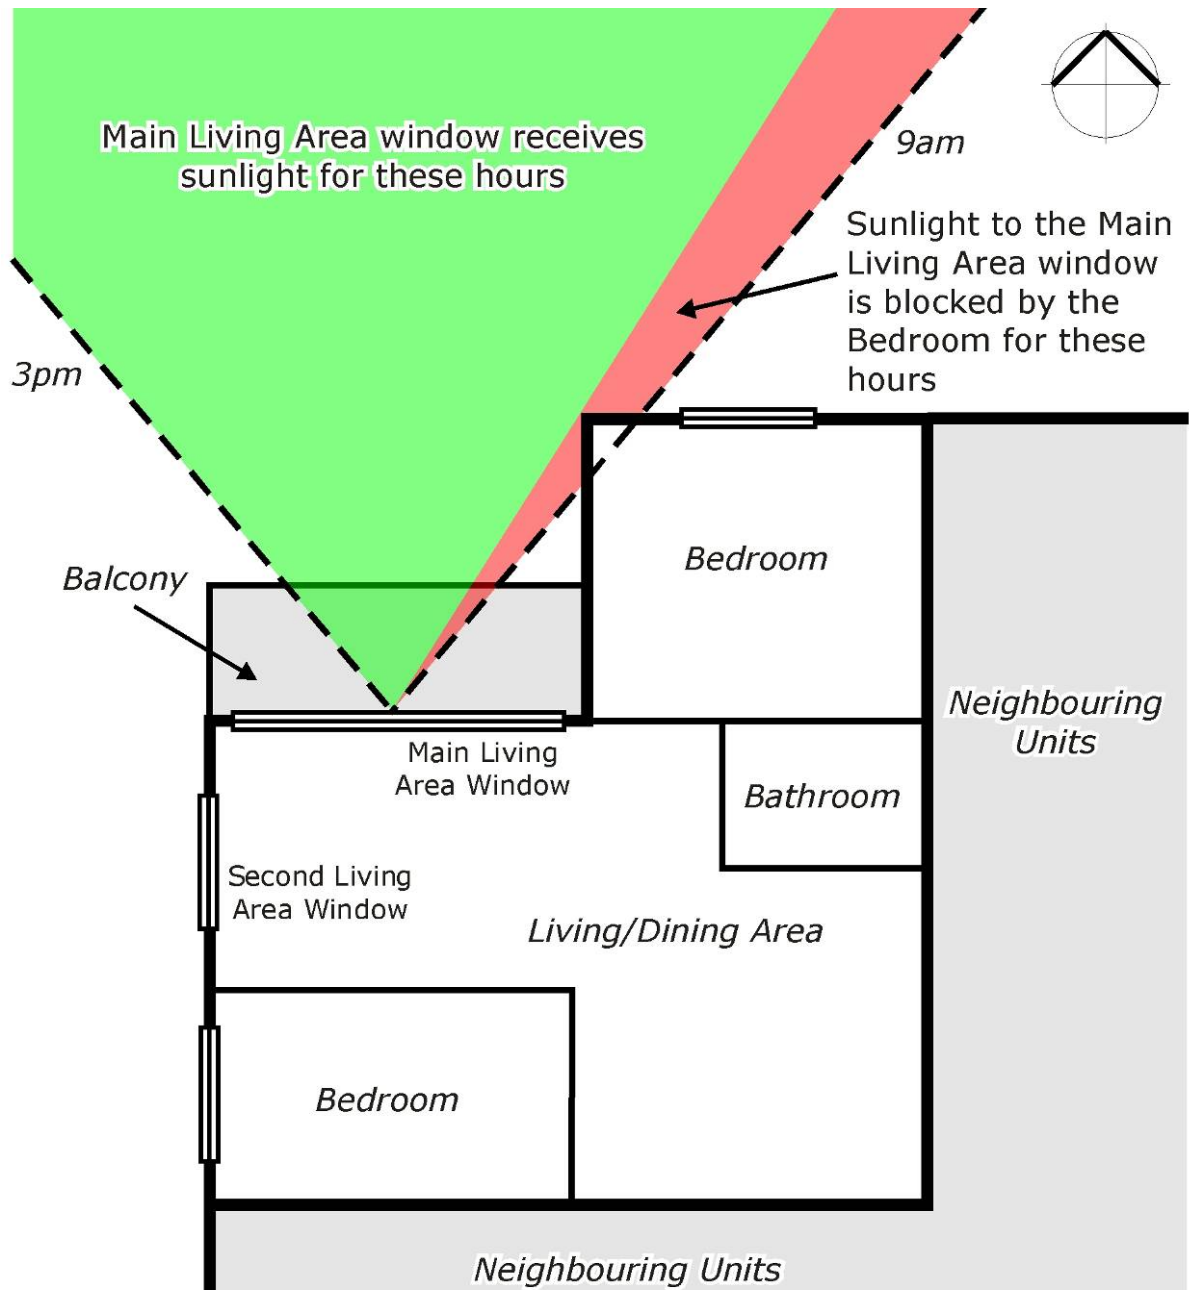 Main Living Area window receives
sunlight for these hours
9am
Sunlight to the Main
Living Area window
is blocked by the
Bedroom for these
hours
3pm
Balcony
Bedroom
Neighbouring
Units
Main Living
Area Window
Bathroom
Second Living
Area Window
Living/Dining Area
Bedroom
Neighbouring Units